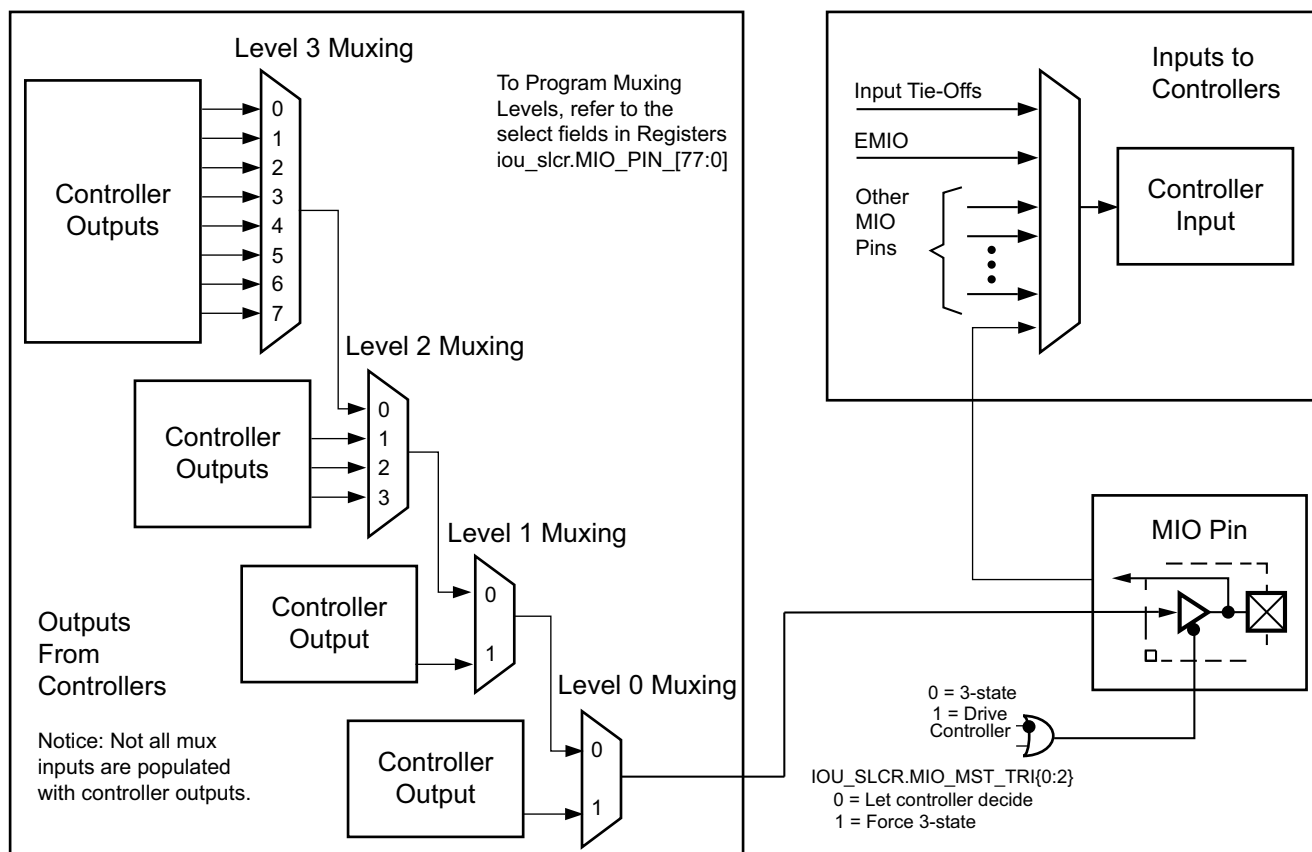 Level 3 Muxing
Controller
Outputs
0
1
2
3
4
5
6
7
To Program Muxing
Levels, refer to the
select fields in Registers
iou_slcr.MIO_PIN_[77:0]
Level 2 Muxing
Controller
Outputs
0
1
2
3
Level 1 Muxing
Controller
Output
0
1
Level 0 Muxing
Controller
Output
0
1
Outputs
From
Controllers
Notice: Not all mux
inputs are populated
with controller outputs.
Inputs to
Controllers
Input Tie-Offs
EMIO
Other
MIO
Pins
Controller
Input
MIO Pin
0 = 3-state
1 = Drive
Controller
IOU_SLCR.MIO_MST_TRI{0:2}
0 = Let controller decide
1 = Force 3-state